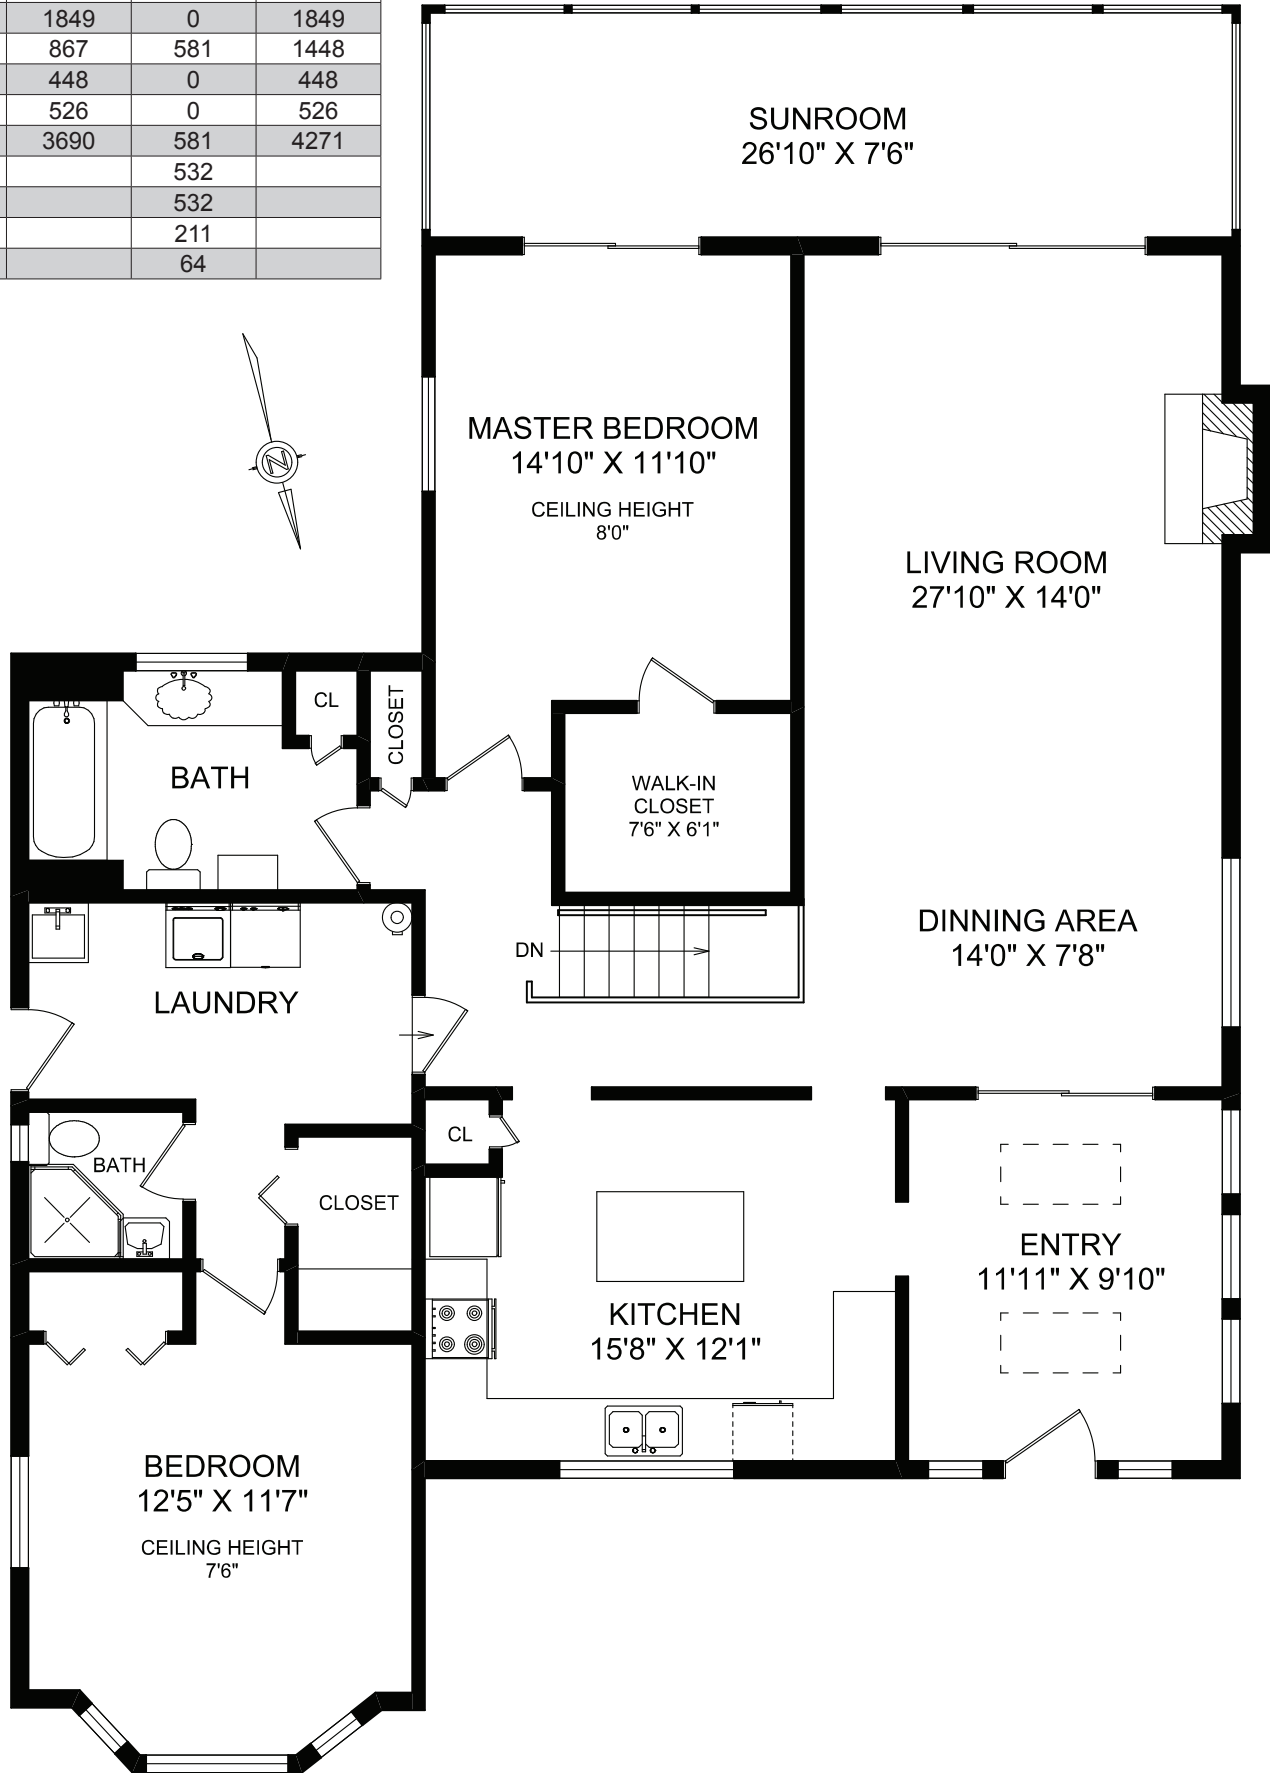 1849 0 1849
867 581 1448
448 0 448
526 0 526
3690 581 4271
532
532
211
64
SUNROOM
26'10" X 7'6"
N
MASTER BEDROOM
14'10" X 11'10"
CEILING HEIGHT
8'0"
LIVING ROOM
27'10" X 14'0"
CL
CLOSET
BATH
WALK-IN
CLOSET
7'6" X 6'1"
DINNING AREA
14'0" X 7'8"
DN
LAUNDRY
CL
BATH
CLOSET
ENTRY
11'11" X 9'10"
KITCHEN
15'8" X 12'1"
BEDROOM
12'5" X 11'7"
CEILING HEIGHT
7'6"